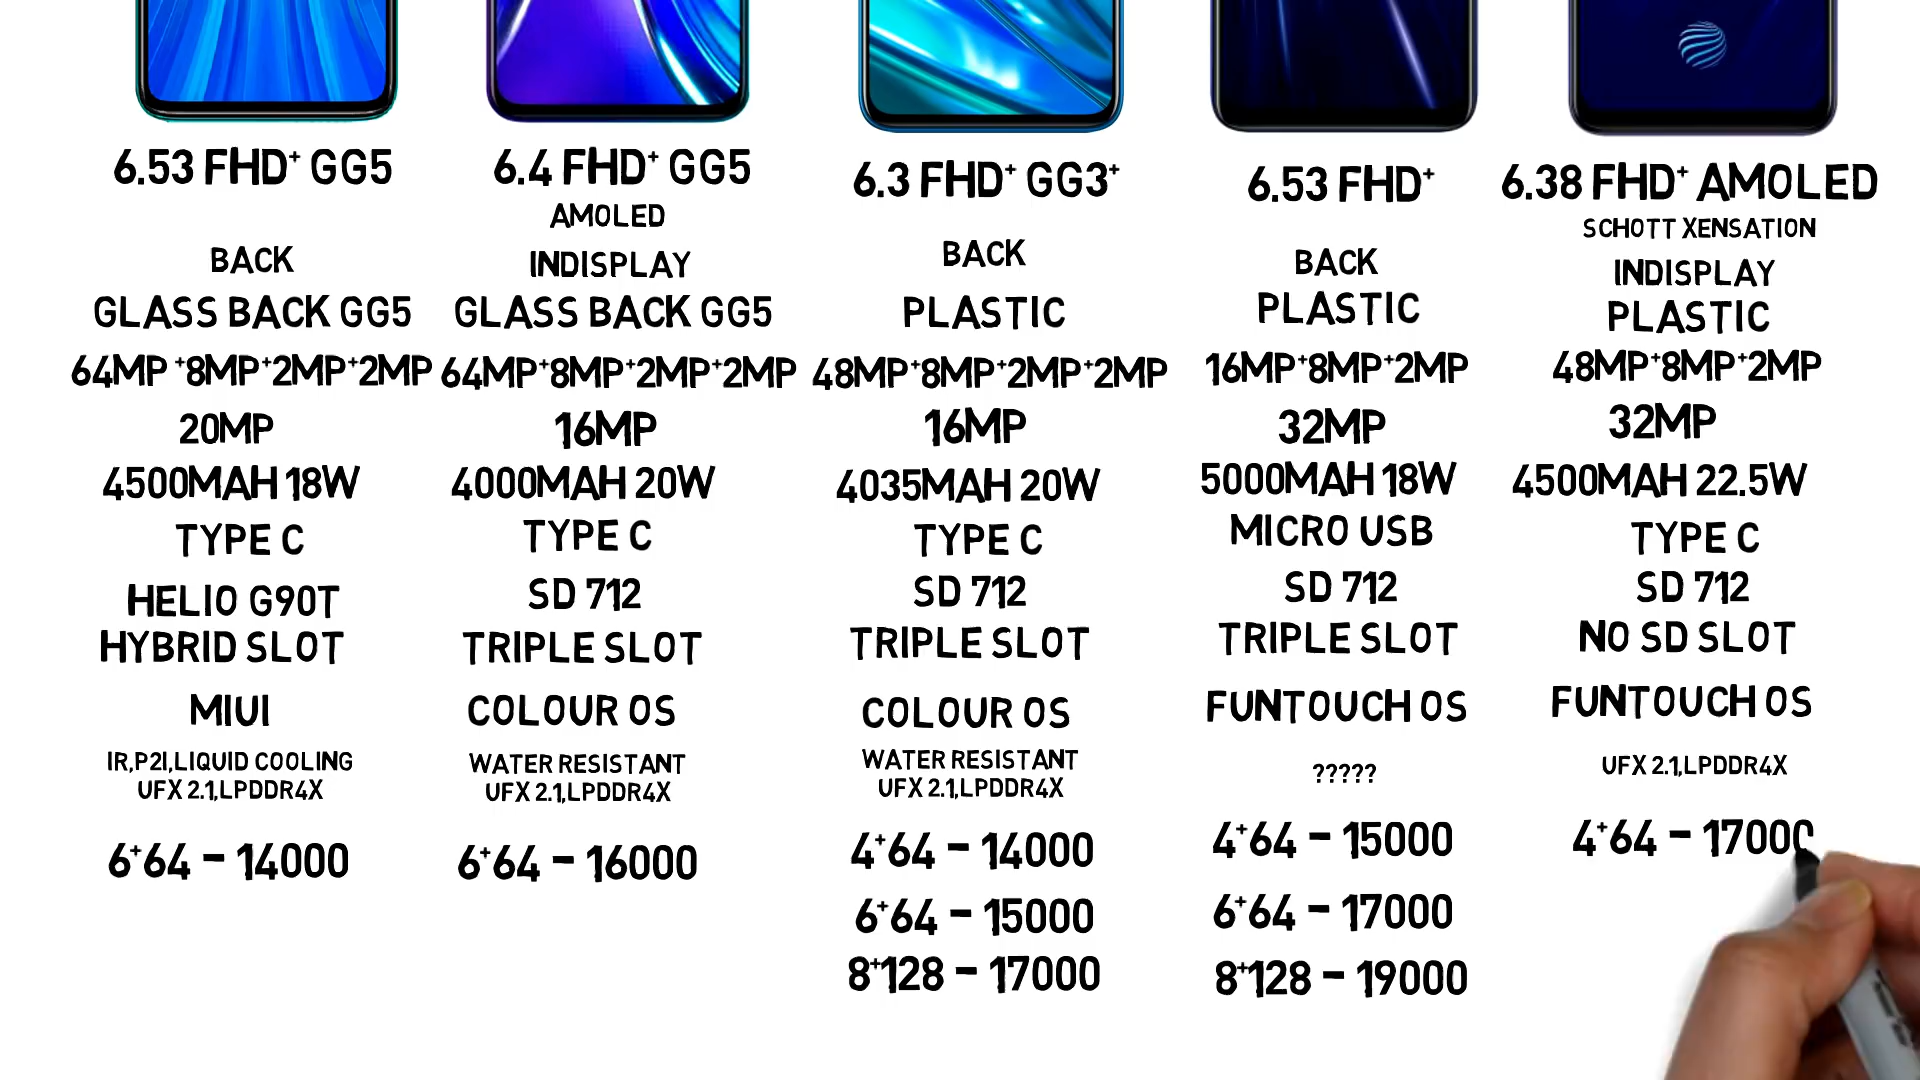 6.53 FHD+ GG5
BACK
GLASS BACK GG5
64MP +8MP+2MP+2MP
20MP
4500MAH 18W
TYPE C
HELIO G90T
HYBRID SLOT
MIUI
IR,P2I,LIQUID COOLING
UFX 2.1,LPDDR4X
6+64 - 14000
6.4 FHD+ GG5
AMOLED
INDISPLAY
GLASS BACK GG5
64MP+8MP+2MP+2MP
16MP
4000MAH 20W
TYPE C
SD 712
TRIPLE SLOT
COLOUR OS
WATER RESISTANT
UFX 2.1,LPDDR4X
6+64 - 16000
6.3 FHD+ GG3+
BACK
PLASTIC
48MP+8MP+2MP+2MP
16MP
4035MAH 20W
TYPE C
SD 712
TRIPLE SLOT
COLOUR OS
WATER RESISTANT
UFX 2.1,LPDDR4X
4+64 - 14000
6+64 - 15000
8+128 - 17000
6.53 FHD+
BACK
PLASTIC
16MP+8MP+2MP
32MP
5000MAH 18W
MICRO USB
SD 712
TRIPLE SLOT
FUNTOUCH OS
?????
4+64 - 15000
6+64 - 17000
8+128 - 19000
6.38 FHD+ AMOLED
SCHOTT XENSATION
INDISPLAY
PLASTIC
48MP+8MP+2MP
32MP
4500MAH 22.5W
TYPE C
SD 712
NO SD SLOT
FUNTOUCH OS
UFX 2.1,LPDDR4X
4+64 - 17000